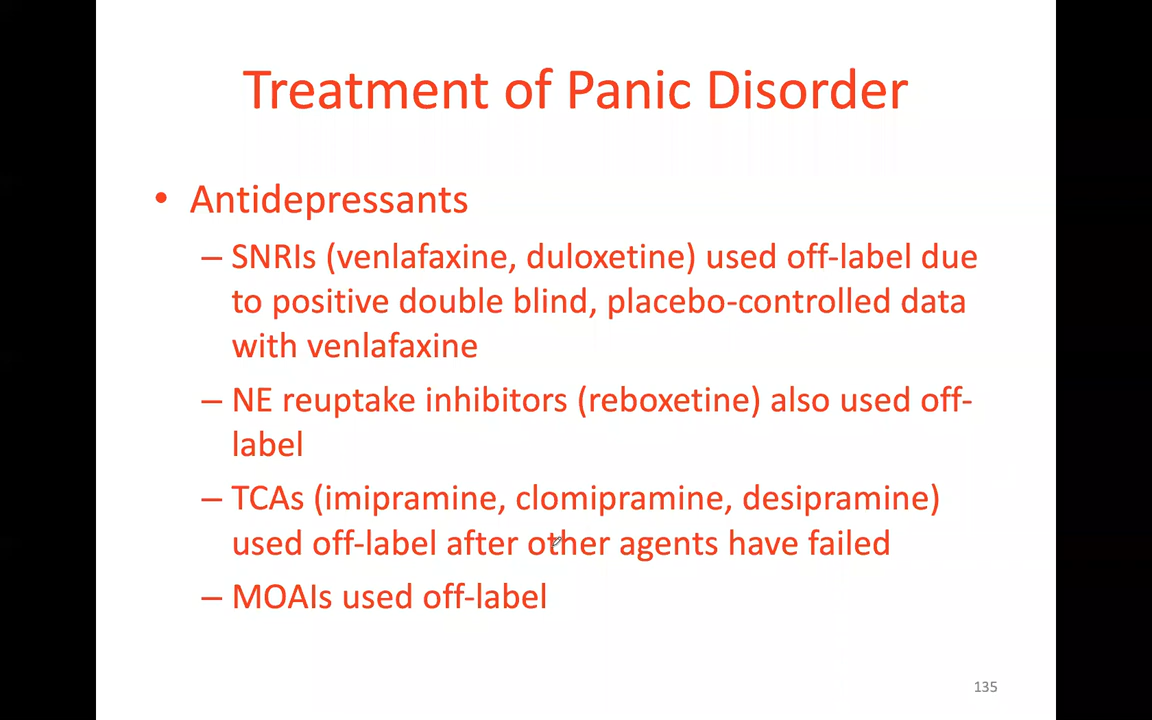 Treatment of Panic Disorder
• Antidepressants
– SNRIs (venlafaxine, duloxetine) used off-label due
to positive double blind, placebo-controlled data
with venlafaxine
– NE reuptake inhibitors (reboxetine) also used off-
label
– TCAs (imipramine, clomipramine, desipramine)
used off-label after other agents have failed
– MOAIs used off-label
135